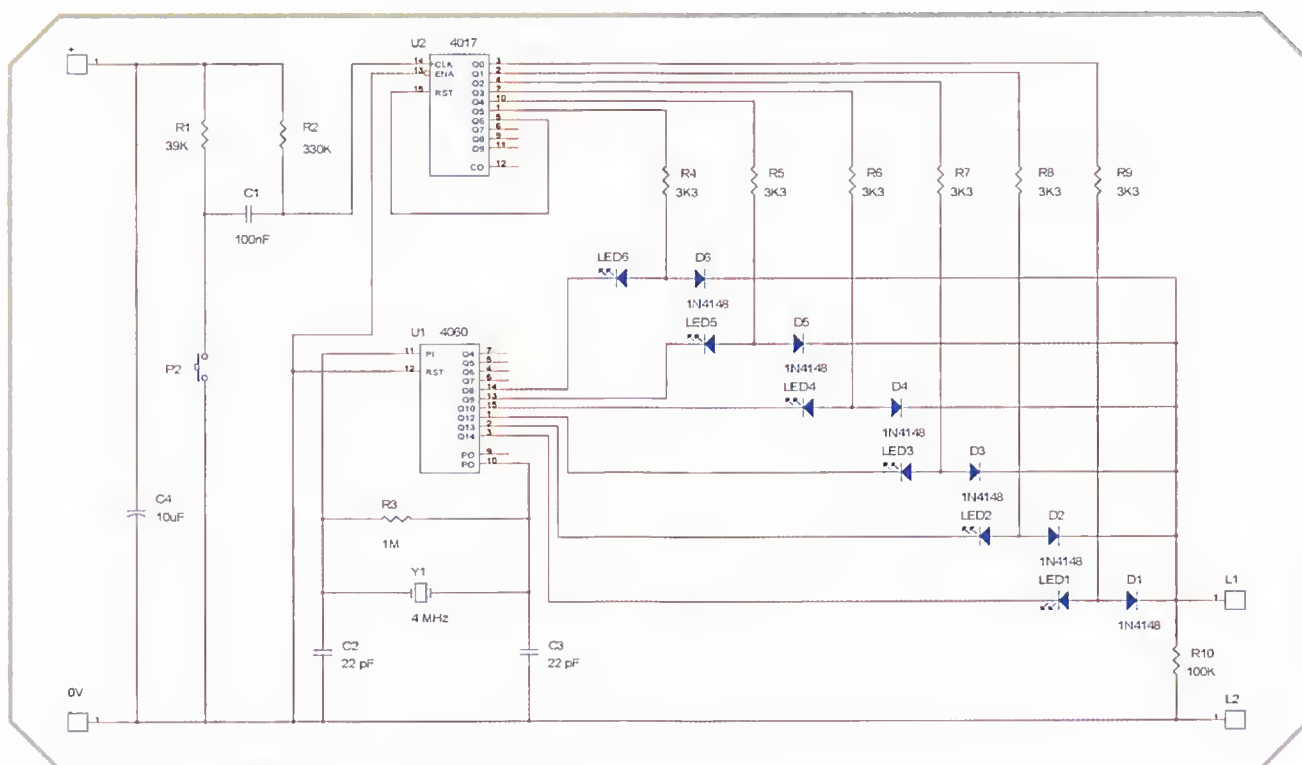 U2 4017
+
1
14 CLK Q0 3
13 ENA Q1 2
Q2 4
15 RST Q3 7
Q4 10
Q5 1
Q6 5
Q7 6
Q8 9
Q9 11
CO 12
R1
39K
R2
330K
C1
100nF
R4
3K3
R5
3K3
R6
3K3
R7
3K3
R8
3K3
R9
3K3
LED6 D6
1N4148
LED5 D5
1N4148
LED4 D4
1N4148
LED3 D3
1N4148
LED2 D2
1N4148
LED1 D1
1N4148
U1 4060
11 PI Q4 7
Q5 5
12 RST Q6 4
Q7 6
Q8 14
Q9 13
Q10 15
Q12 1
Q13 2
Q14 3
PO 9
PO 10
P2
C4
10uF
R3
1M
Y1
4 MHz
C2
22 pF
C3
22 pF
L1
1
R10
100K
0V
-
1
L2
1